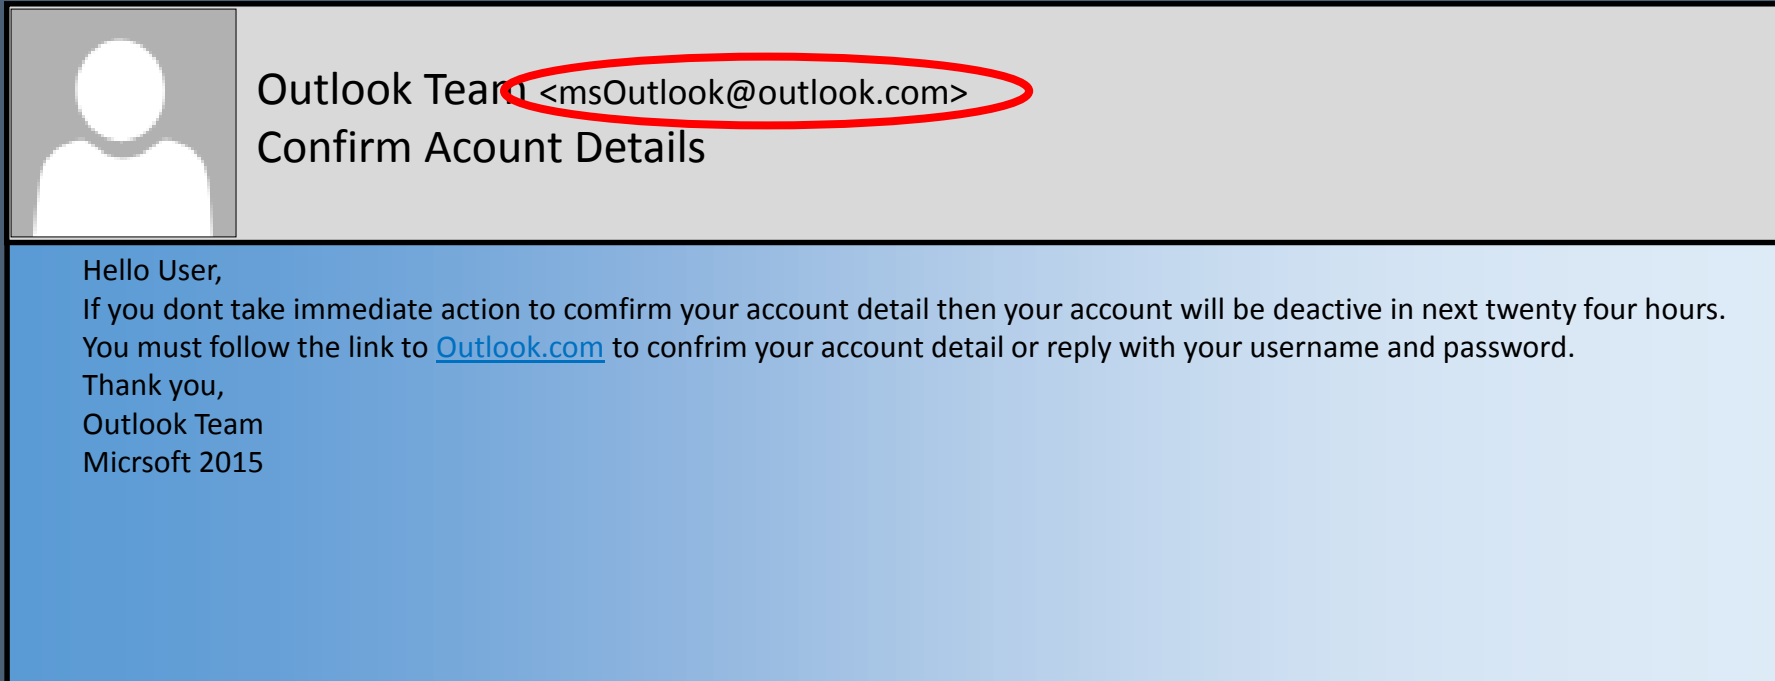 Outlook Team <msOutlook@outlook.com>
Confirm Acount Details
Hello User,
If you dont take immediate action to comfirm your account detail then your account will be deactive in next twenty four hours.
You must follow the link to Outlook.com to confrim your account detail or reply with your username and password.
Thank you,
Outlook Team
Micrsoft 2015